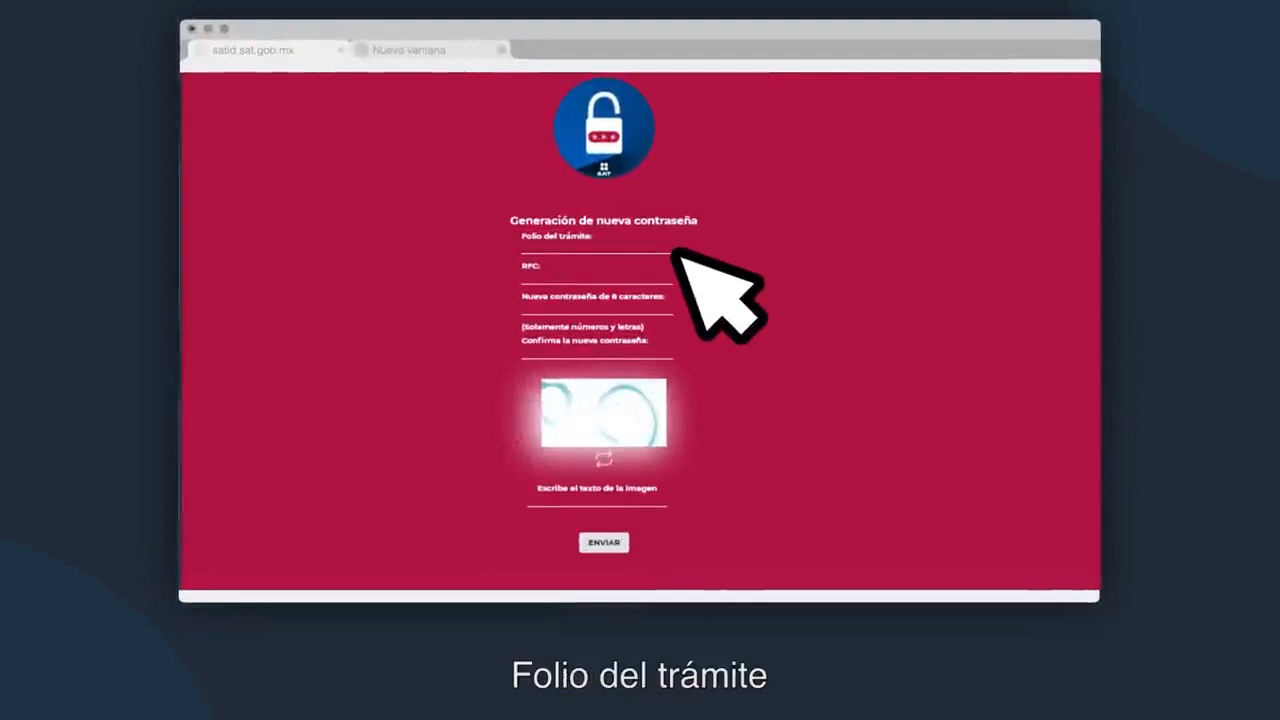 satid.sat.gob.mx
Nueva ventana
SAT
Generación de nueva contraseña
Folio del trámite:
RFC:
Nueva contraseña de 8 caracteres:
(Solamente números y letras)
Confirma la nueva contraseña:
Escribe el texto de la imagen
ENVIAR
Folio del trámite